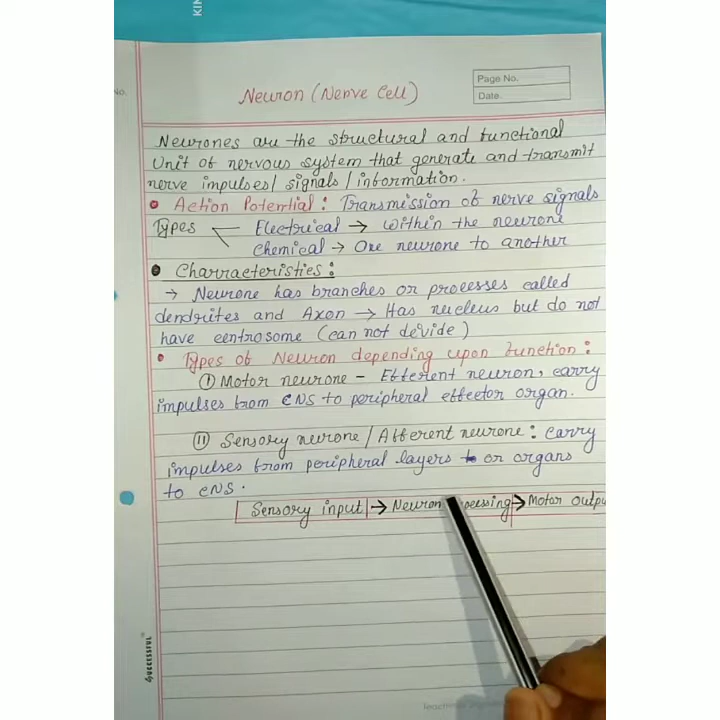 KIN
No.
Page No.
Date
Neuron (Nerve Cell)
Neurones are the structural and functional
Unit of nervous system that generate and transmit
nerve impulses/ signals / information.
Action Potential : Transmission of nerve signals
Types Electrical → within the neurone
Chemical → One neurone to another
Charracteristies :
→ Neurone has branches or processes called
dendrites and Axon → Has nucleus but do not
have centrosome (can not devide)
Types of Neuron depending upon function :
(I) Motor neurone - Efferent neuron, carry
impulses from CNS to peripheral effector organ.
(II) Sensory neurone / Afferent neurone : carry
impulses from peripheral layers or organs
to CNS.
Sensory input → Neuron cessing → Motor outpu
SUCCESSFUL